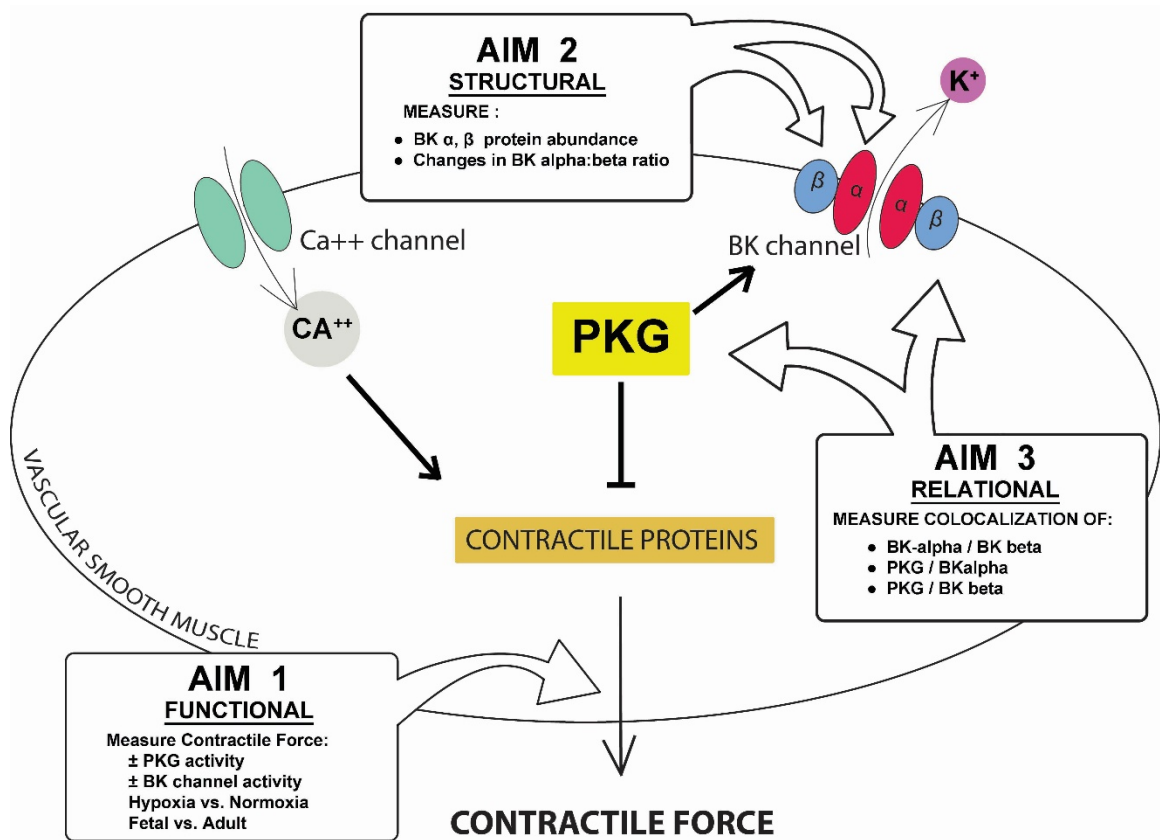 AIM 2
STRUCTURAL
MEASURE :
● BK α, β protein abundance
● Changes in BK alpha:beta ratio
K⁺
β
α
α
β
Ca++ channel
BK channel
CA⁺⁺
PKG
VASCULAR SMOOTH MUSCLE
CONTRACTILE PROTEINS
AIM 3
RELATIONAL
MEASURE COLOCALIZATION OF:
● BK-alpha / BK beta
● PKG / BKalpha
● PKG / BK beta
AIM 1
FUNCTIONAL
Measure Contractile Force:
± PKG activity
± BK channel activity
Hypoxia vs. Normoxia
Fetal vs. Adult
CONTRACTILE FORCE